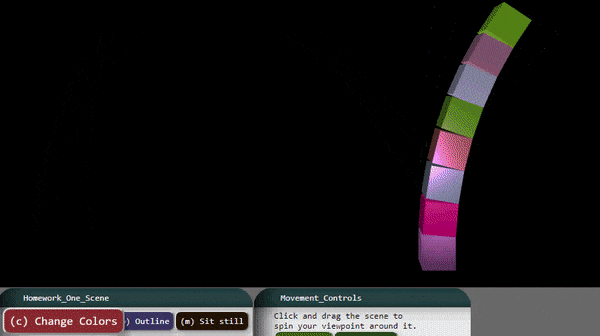 Homework_One_Scene
(c) Change Colors ) Outline (m) Sit still
Movement_Controls
Click and drag the scene to
spin your viewpoint around it.